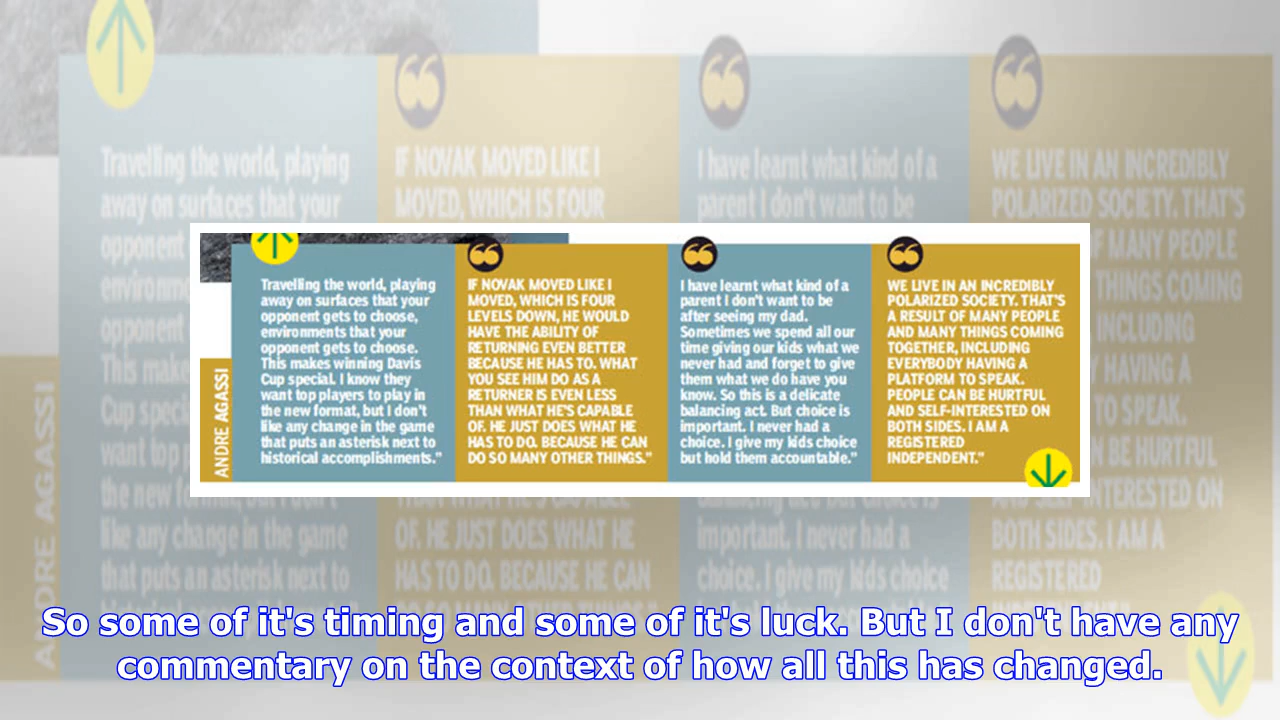 ANDRE AGASSI
Travelling the world, playing
away on surfaces that your
opponent gets to choose,
environments that your
opponent gets to choose.
This makes winning Davis
Cup special. I know they
want top players to play in
the new format, but I don't
like any change in the game
that puts an asterisk next to
historical accomplishments."
IF NOVAK MOVED LIKE I
MOVED, WHICH IS FOUR
LEVELS DOWN, HE WOULD
HAVE THE ABILITY OF
RETURNING EVEN BETTER
BECAUSE HE HAS TO. WHAT
YOU SEE HIM DO AS A
RETURNER IS EVEN LESS
THAN WHAT HE'S CAPABLE
OF. HE JUST DOES WHAT HE
HAS TO DO. BECAUSE HE CAN
DO SO MANY OTHER THINGS."
I have learnt what kind of a
parent I don't want to be
after seeing my dad.
Sometimes we spend all our
time giving our kids what we
never had and forget to give
them what we do have you
know. So this is a delicate
balancing act. But choice is
important. I never had a
choice. I give my kids choice
but hold them accountable."
WE LIVE IN AN INCREDIBLY
POLARIZED SOCIETY. THAT'S
A RESULT OF MANY PEOPLE
AND MANY THINGS COMING
TOGETHER, INCLUDING
EVERYBODY HAVING A
PLATFORM TO SPEAK.
PEOPLE CAN BE HURTFUL
AND SELF-INTERESTED ON
BOTH SIDES. I AM A
REGISTERED
INDEPENDENT."
So some of it's timing and some of it's luck. But I don't have any
commentary on the context of how all this has changed.